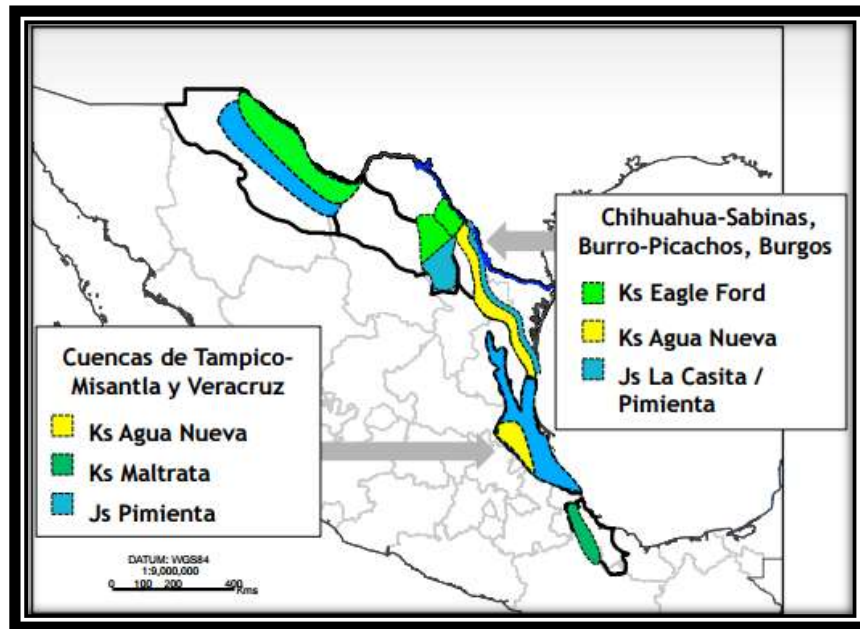 Chihuahua-Sabinas,
Burro-Picachos, Burgos
Ks Eagle Ford
Ks Agua Nueva
Js La Casita /
Pimienta
Cuencas de Tampico-
Misantla y Veracruz
Ks Agua Nueva
Ks Maltrata
Js Pimienta
DATUM: WGS84
1:9,000,000
0 100 200 400
Kms